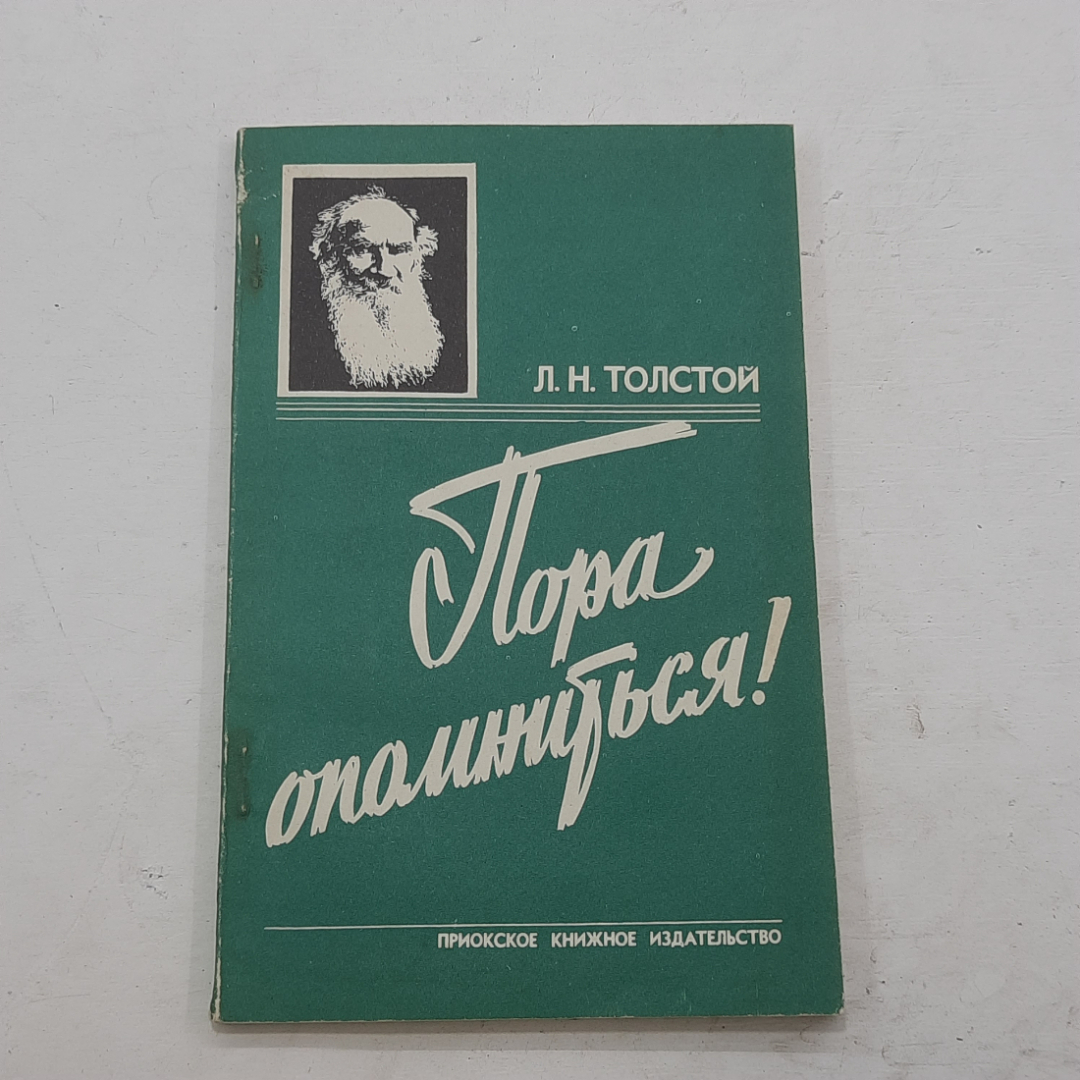 Л. Н. ТОЛСТОЙ
Пора
опомниться!
ПРИОКСКОЕ КНИЖНОЕ ИЗДАТЕЛЬСТВО